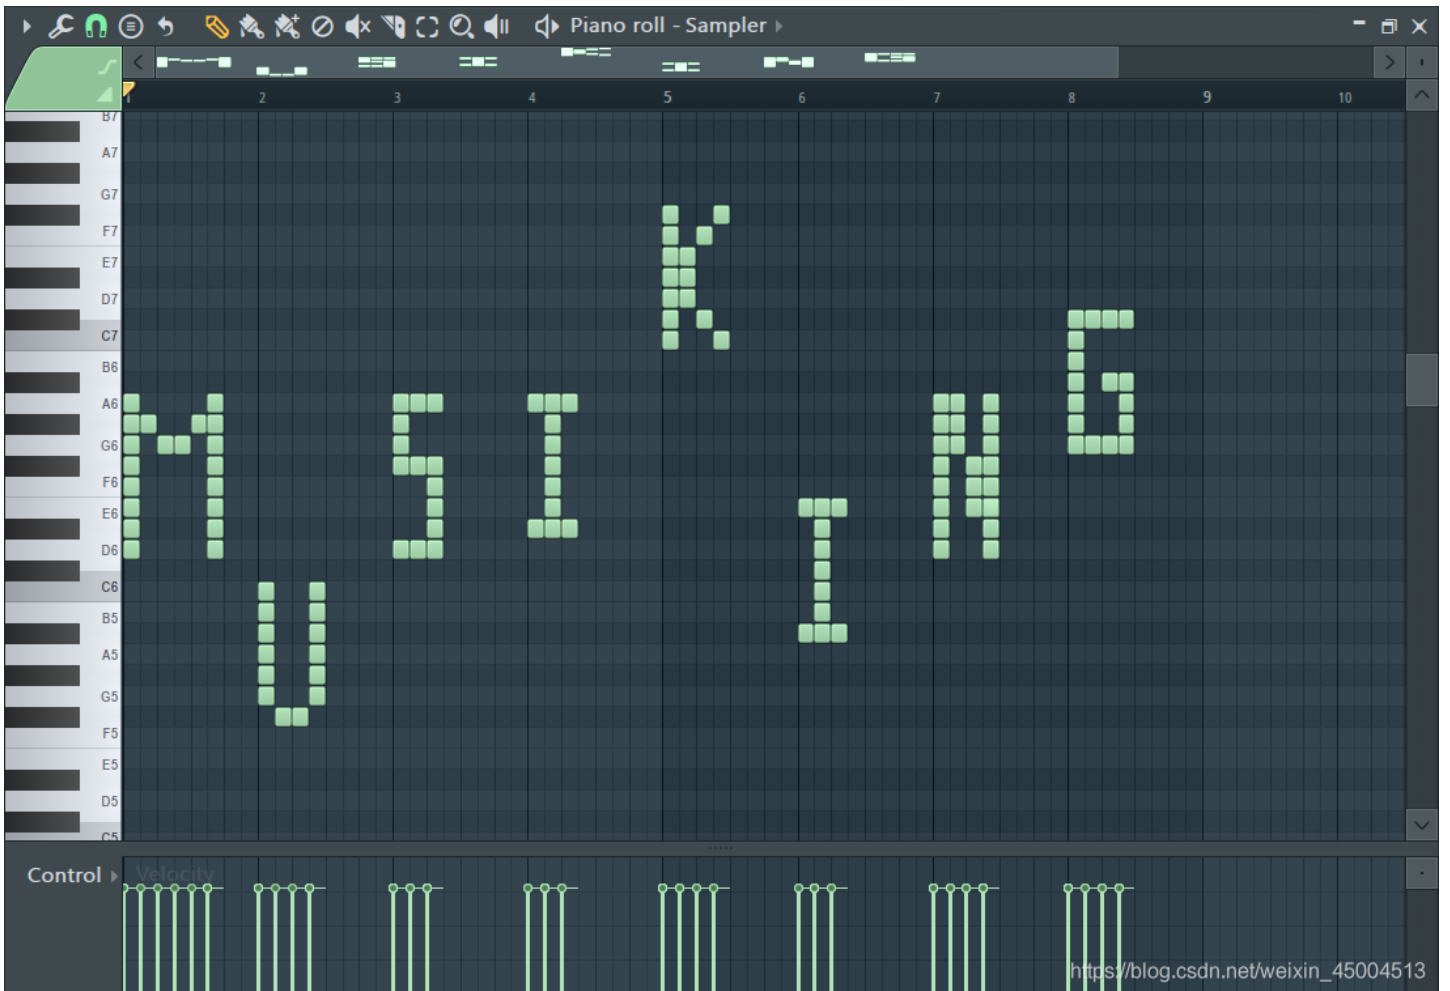 Piano roll - Sampler
1 2 3 4 5 6 7 8 9 10
B7
A7
G7
F7
E7
D7
C7
B6
A6
G6
F6
E6
D6
C6
B5
A5
G5
F5
E5
D5
C5
M U S I K I N G
Control
Velocity
https://blog.csdn.net/weixin_45004513